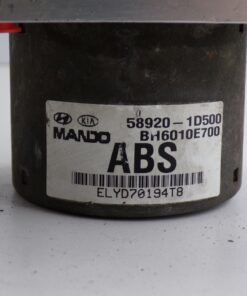 KIA 58920-1D500
MANDO BH6010E700
ABS
ELYD70194T8